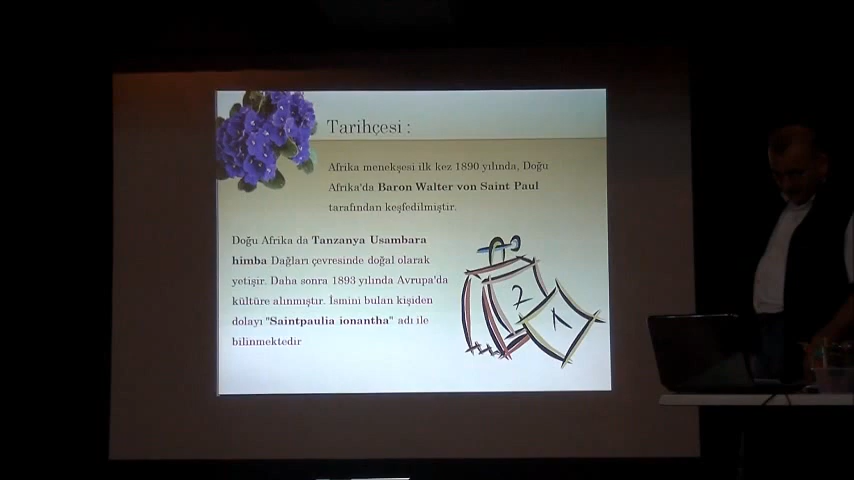 Tarihçesi :
Afrika menekşesi ilk kez 1890 yılında, Doğu
Afrika'da Baron Walter von Saint Paul
tarafından keşfedilmiştir.
Doğu Afrika da Tanzanya Usambara
himba Dağları çevresinde doğal olarak
yetişir. Daha sonra 1893 yılında Avrupa'da
kültüre alınmıştır. İsmini bulan kişiden
dolayı "Saintpaulia ionantha" adı ile
bilinmektedir
2
1